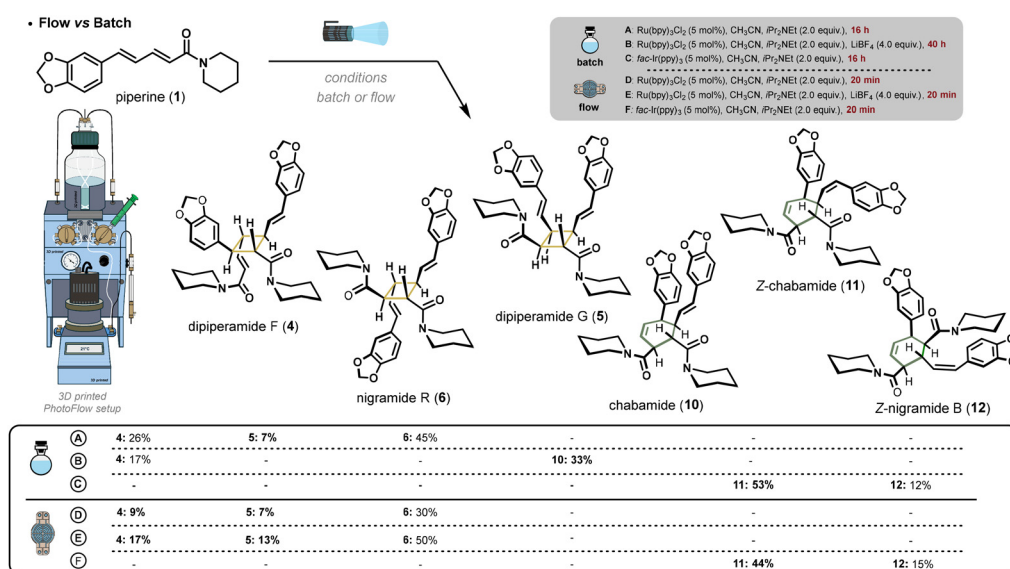 • Flow vs Batch
piperine (1)
conditions
batch or flow
batch
A: Ru(bpy)3Cl2 (5 mol%), CH3CN, iPr2NEt (2.0 equiv.), 16 h
B: Ru(bpy)3Cl2 (5 mol%), CH3CN, iPr2NEt (2.0 equiv.), LiBF4 (4.0 equiv.), 40 h
C: fac-Ir(ppy)3 (5 mol%), CH3CN, iPr2NEt (2.0 equiv.), 16 h
flow
D: Ru(bpy)3Cl2 (5 mol%), CH3CN, iPr2NEt (2.0 equiv.), 20 min
E: Ru(bpy)3Cl2 (5 mol%), CH3CN, iPr2NEt (2.0 equiv.), LiBF4 (4.0 equiv.), 20 min
F: fac-Ir(ppy)3 (5 mol%), CH3CN, iPr2NEt (2.0 equiv.), 20 min
dipiperamide F (4)
nigramide R (6)
dipiperamide G (5)
chabamide (10)
Z-chabamide (11)
Z-nigramide B (12)
3D printed
3D printed
PhotoFlow setup
A 4: 26% 5: 7% 6: 45% - - -
B 4: 17% - - 10: 33% - -
C - - - - 11: 53% 12: 12%
D 4: 9% 5: 7% 6: 30% - - -
E 4: 17% 5: 13% 6: 50% - - -
F - - - - 11: 44% 12: 15%